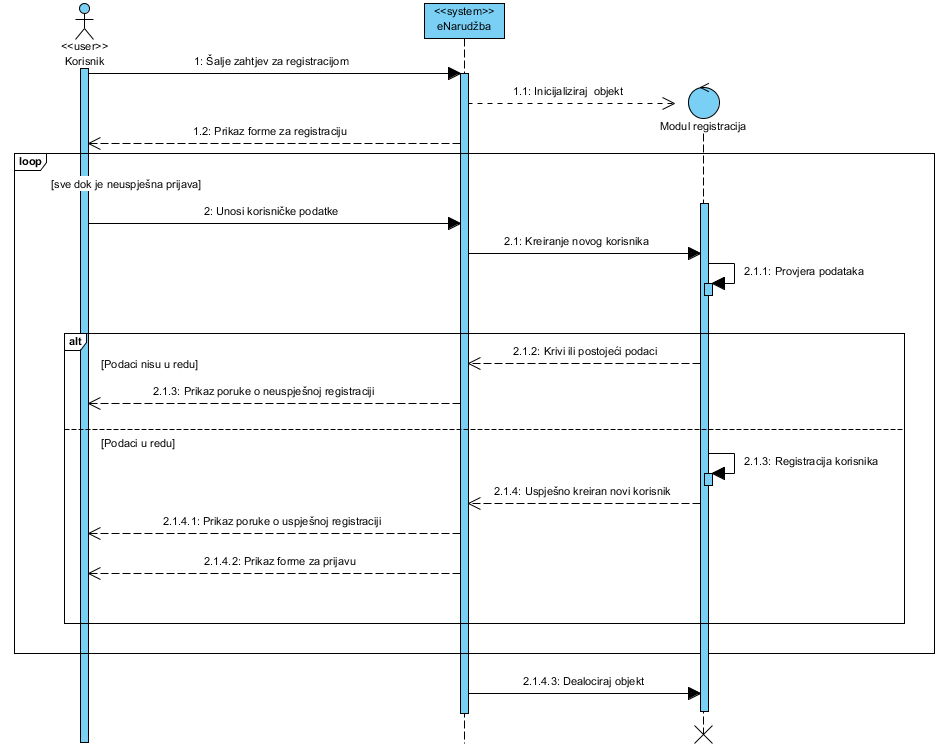 <<user>>
Korisnik
<<system>>
eNarudžba
1: Šalje zahtjev za registracijom
1.1: Inicijaliziraj objekt
Modul registracija
1.2: Prikaz forme za registraciju
loop
[sve dok je neuspješna prijava]
2: Unosi korisničke podatke
2.1: Kreiranje novog korisnika
2.1.1: Provjera podataka
alt
2.1.2: Krivi ili postojeći podaci
[Podaci nisu u redu]
2.1.3: Prikaz poruke o neuspješnoj registraciji
[Podaci u redu]
2.1.3: Registracija korisnika
2.1.4: Uspješno kreiran novi korisnik
2.1.4.1: Prikaz poruke o uspješnoj registraciji
2.1.4.2: Prikaz forme za prijavu
2.1.4.3: Dealociraj objekt